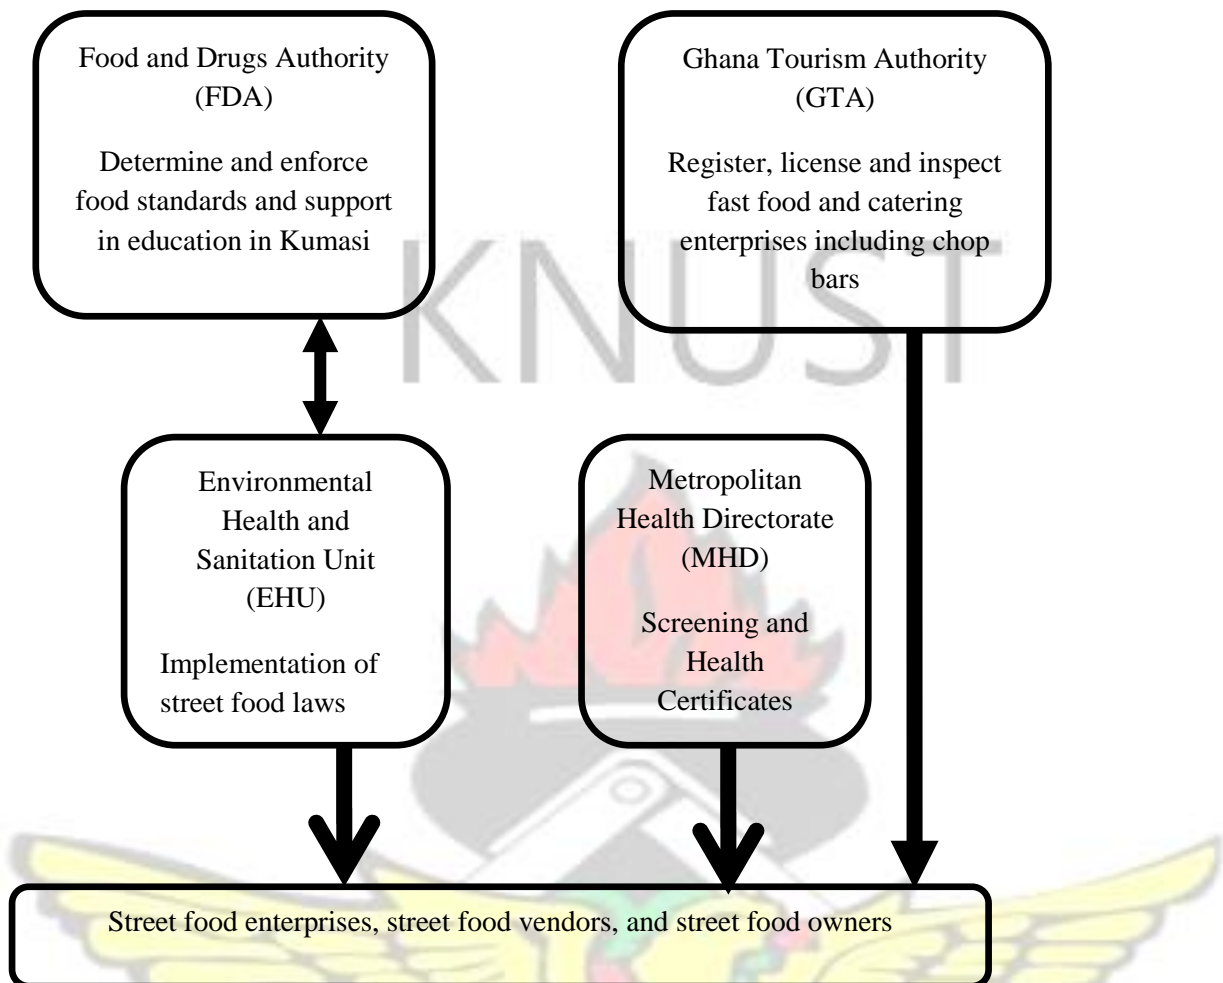 Food and Drugs Authority
(FDA)
Determine and enforce
food standards and support
in education in Kumasi
Ghana Tourism Authority
(GTA)
Register, license and inspect
fast food and catering
enterprises including chop
bars
KNUST
Environmental
Health and
Sanitation Unit
(EHU)
Implementation of
street food laws
Metropolitan
Health Directorate
(MHD)
Screening and
Health
Certificates
Street food enterprises, street food vendors, and street food owners